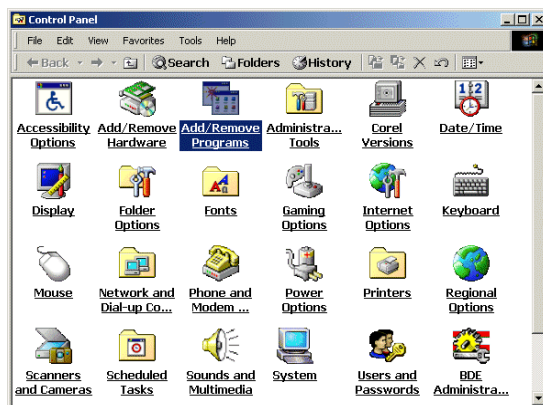 Control Panel
File Edit View Favorites Tools Help
Back Search Folders History
Accessibility Options
Add/Remove Hardware
Add/Remove Programs
Administra... Tools
Corel Versions
12
Date/Time
Display
Folder Options
Fonts
Gaming Options
Internet Options
Keyboard
Mouse
Network and Dial-up Co...
Phone and Modem ...
Power Options
Printers
Regional Options
Scanners and Cameras
Scheduled Tasks
Sounds and Multimedia
System
Users and Passwords
BDE Administra...